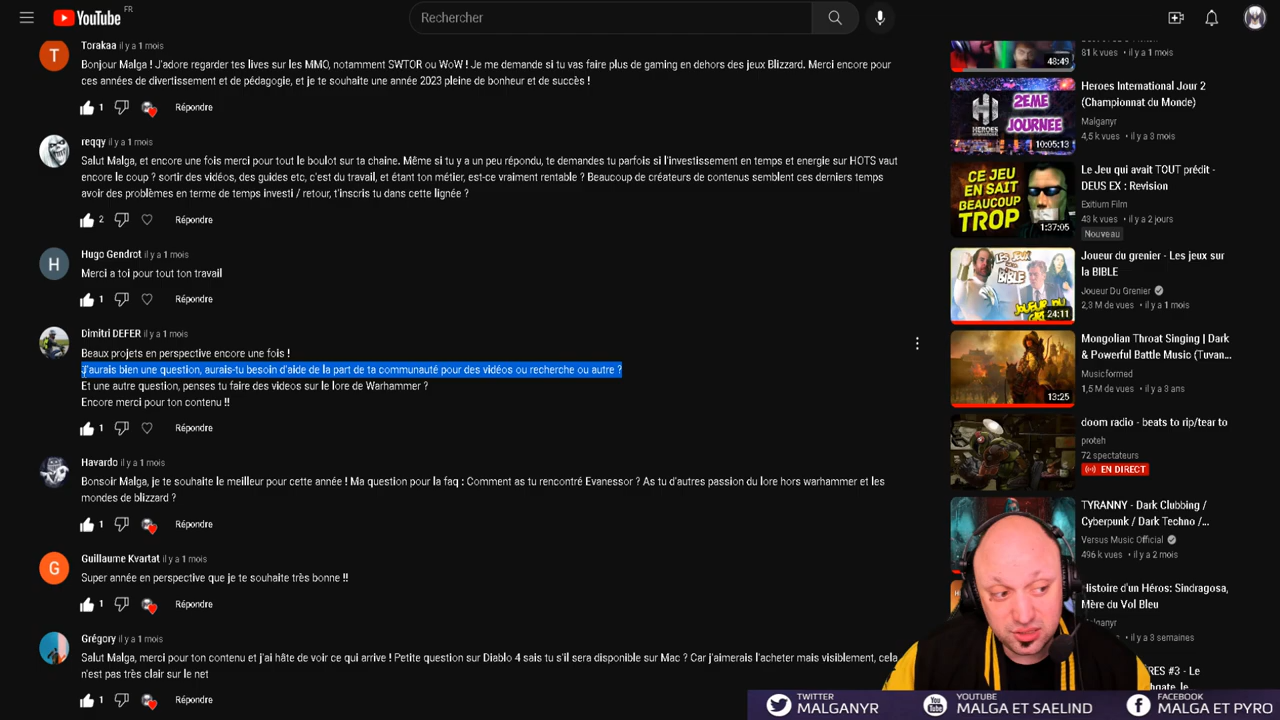 YouTube FR
Rechercher
Torakaa il y a 1 mois
Bonjour Malga ! J'adore regarder tes lives sur les MMO, notamment SWTOR ou WoW ! Je me demande si tu vas faire plus de gaming en dehors des jeux Blizzard. Merci encore pour
ces années de divertissement et de pédagogie, et je te souhaite une année 2023 pleine de bonheur et de succès !
1 Répondre
reqqy il y a 1 mois
Salut Malga, et encore une fois merci pour tout le boulot sur ta chaine. Même si tu y a un peu répondu, te demandes tu parfois si l'investissement en temps et energie sur HOTS vaut
encore le coup ? sortir des vidéos, des guides etc, c'est du travail, et étant ton métier, est-ce vraiment rentable ? Beaucoup de créateurs de contenus semblent ces derniers temps
avoir des problèmes en terme de temps investi / retour, t'inscris tu dans cette lignée ?
2 Répondre
Hugo Gendrot il y a 1 mois
Merci a toi pour tout ton travail
1 Répondre
Dimitri DEFER il y a 1 mois
Beaux projets en perspective encore une fois !
J'aurais bien une question, aurais-tu besoin d'aide de la part de ta communauté pour des vidéos ou recherche ou autre ?
Et une autre question, penses tu faire des videos sur le lore de Warhammer ?
Encore merci pour ton contenu !!
1 Répondre
Havardo il y a 1 mois
Bonsoir Malga, je te souhaite le meilleur pour cette année ! Ma question pour la faq : Comment as tu rencontré Evanessor ? As tu d'autres passion du lore hors warhammer et les
mondes de blizzard ?
1 Répondre
G
Guillaume Kvartat il y a 1 mois
Super année en perspective que je te souhaite très bonne !!
1 Répondre
Grégory il y a 1 mois
Salut Malga, merci pour ton contenu et j'ai hâte de voir ce qui arrive ! Petite question sur Diablo 4 sais tu s'il sera disponible sur Mac ? Car j'aimerais l'acheter mais visiblement, cela
n'est pas très clair sur le net
1 Répondre
T
H
48:49
81 k vues • il y a 1 mois
HI
2EME
JOURNEE
10:05:13
Heroes International Jour 2
(Championnat du Monde)
Malganyr
4,5 k vues • il y a 3 mois
CE JEU
EN SAIT
BEAUCOUP
TROP
1:37:05
Le Jeu qui avait TOUT prédit -
DEUS EX : Revision
Exitium Film
43 k vues • il y a 2 jours
Nouveau
LES JEUX
DE LA
BIBLE
JOUEUR DU
24:11
Joueur du grenier - Les jeux sur
la BIBLE
Joueur Du Grenier
2,3 M de vues • il y a 1 mois
13:25
Mongolian Throat Singing | Dark
& Powerful Battle Music (Tuvan...
Musicformed
4,3 M de vues • il y a 1 an
doom radio - beats to rip/tear to
proteh
72 spectateurs
EN DIRECT
TYRANNY - Dark Clubbing /
Cyberpunk / Dark Techno /...
Versus Music Official
496 k vues • il y a 2 mois
Histoire d'un Héros: Sindragosa,
Mère du Vol Bleu
Malganyr
il y a 3 semaines
TWITTER
MALGANYR
YOUTUBE
MALGA ET SAELIND
FACEBOOK
MALGA ET PYRO